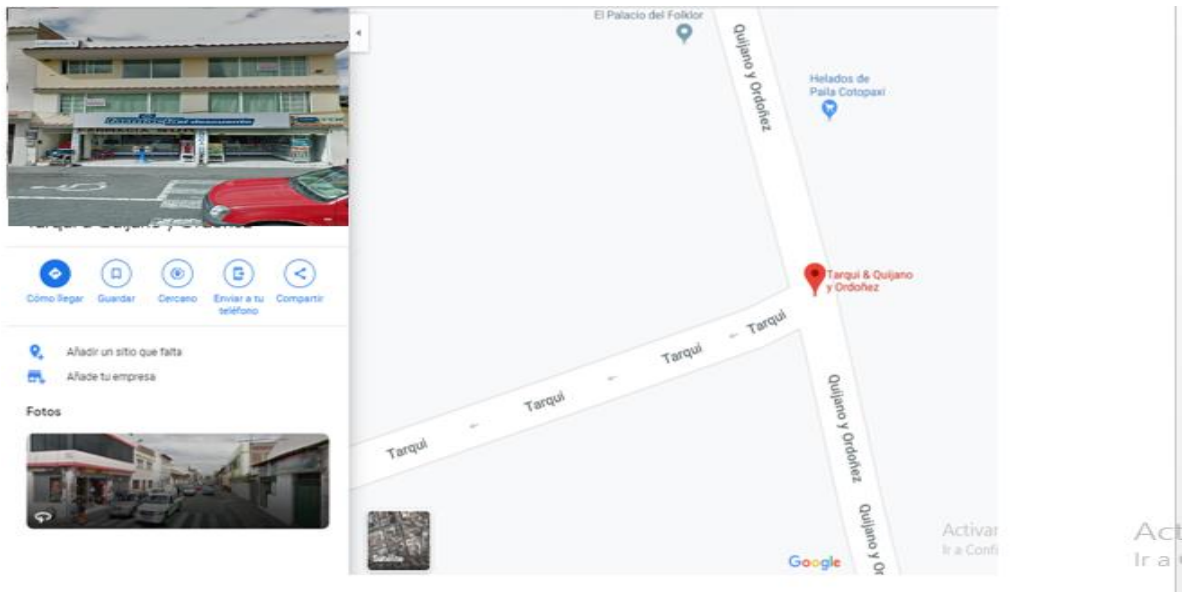 al descuento
Cómo llegar
Guardar
Cercano
Enviar a tu
teléfono
Compartir
Añadir un sitio que falta
Añade tu empresa
Fotos
El Palacio del Folklor
Quijano y Ordoñez
Helados de
Paila Cotopaxi
Tarqui & Quijano
y Ordoñez
Tarqui
Tarqui
Tarqui
Tarqui
Quijano y Ordoñez
Quijano y Or
Google
Activar
Ir a Confi
Act
Ir a